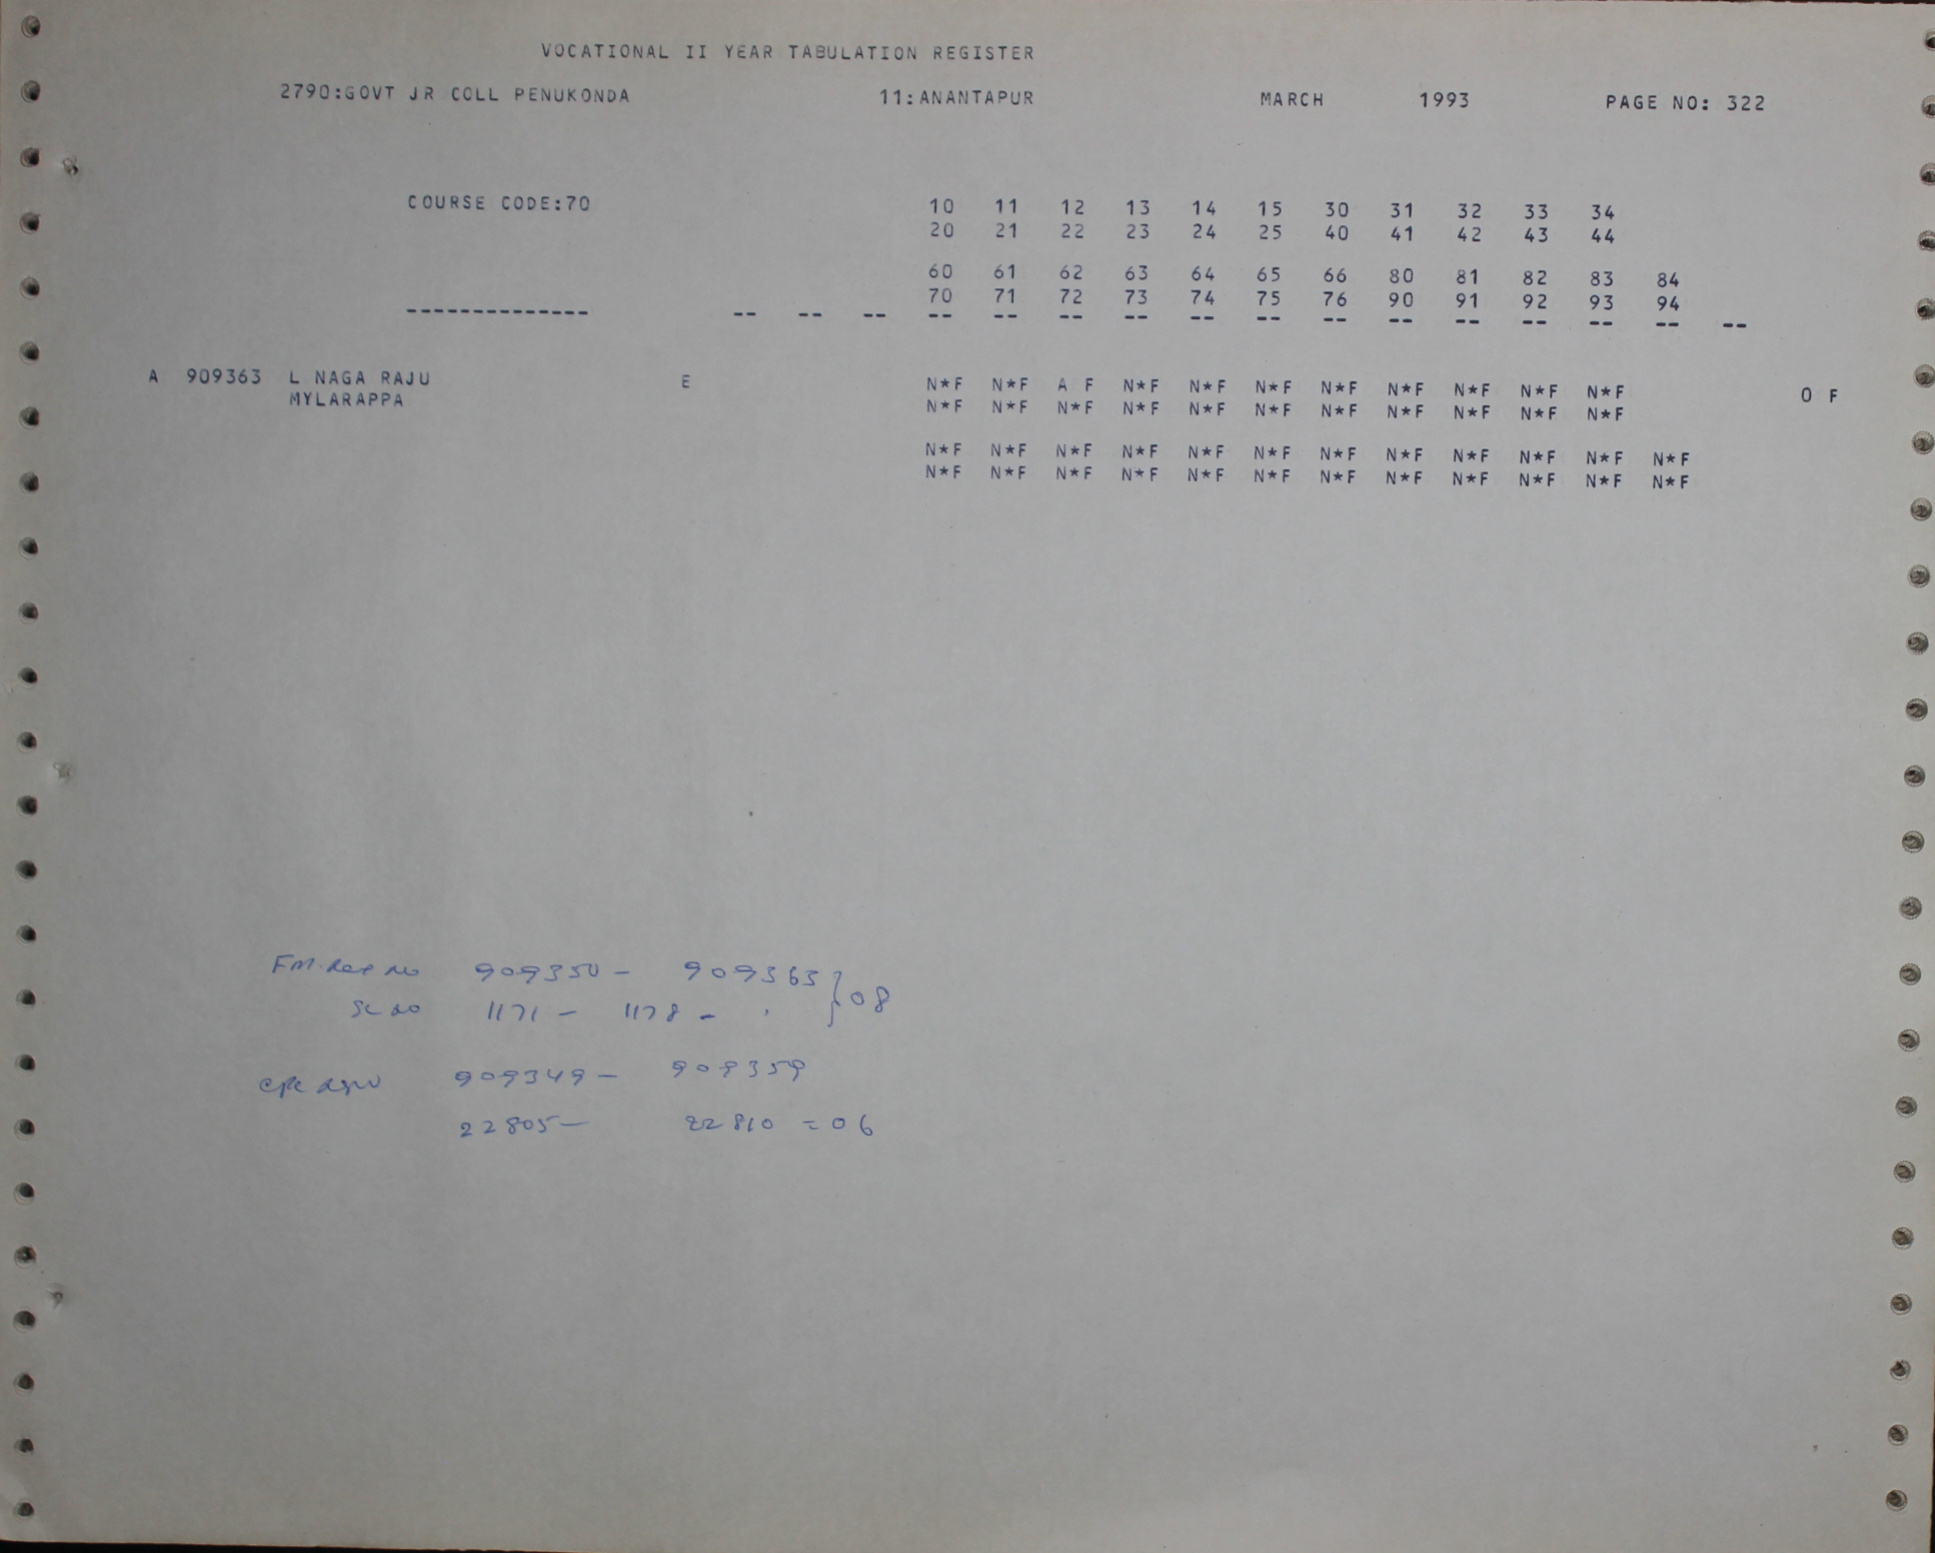 VOCATIONAL II YEAR TABULATION REGISTER
2790:GOVT JR COLL PENUKONDA 11:ANANTAPUR MARCH 1993 PAGE NO: 322
COURSE CODE:70 10 11 12 13 14 15 30 31 32 33 34
20 21 22 23 24 25 40 41 42 43 44
60 61 62 63 64 65 66 80 81 82 83 84
70 71 72 73 74 75 76 90 91 92 93 94
-------------- -- -- -- -- -- -- -- -- -- -- -- -- -- -- -- --
A 909363 L NAGA RAJU E N*F N*F A F N*F N*F N*F N*F N*F N*F N*F N*F
MYLARAPPA N*F N*F N*F N*F N*F N*F N*F N*F N*F N*F N*F 0 F
N*F N*F N*F N*F N*F N*F N*F N*F N*F N*F N*F N*F
N*F N*F N*F N*F N*F N*F N*F N*F N*F N*F N*F N*F
909350 - 909363 } 08
1171 - 1178 -
909349 - 909359
22805 - 22810 = 06